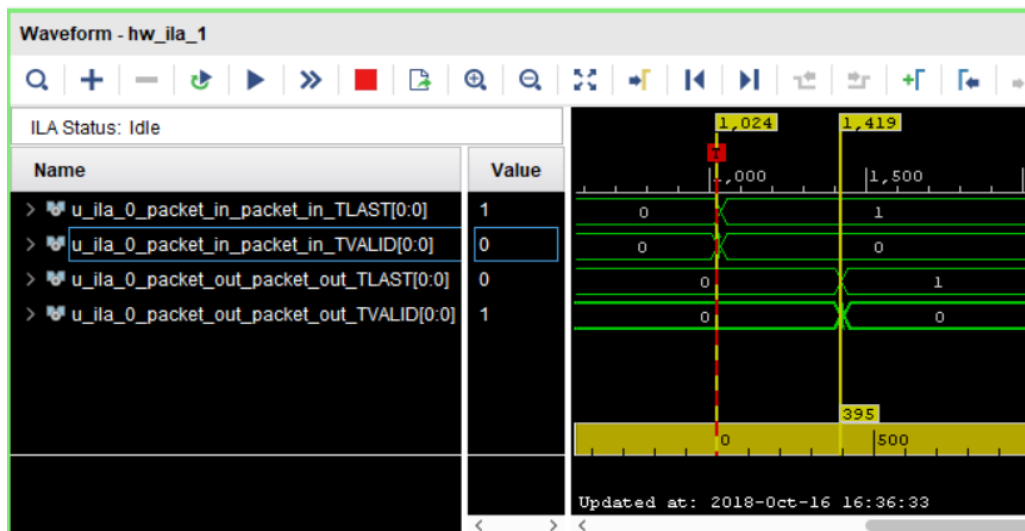 Waveform - hw_ila_1
ILA Status: Idle
1,024 1,419
T
Name Value
1,000 1,500
u_ila_0_packet_in_packet_in_TLAST[0:0] 1 0 1
u_ila_0_packet_in_packet_in_TVALID[0:0] 0 0 0
u_ila_0_packet_out_packet_out_TLAST[0:0] 0 0 1
u_ila_0_packet_out_packet_out_TVALID[0:0] 1 0 0
395
0 500
Updated at: 2018-Oct-16 16:36:33